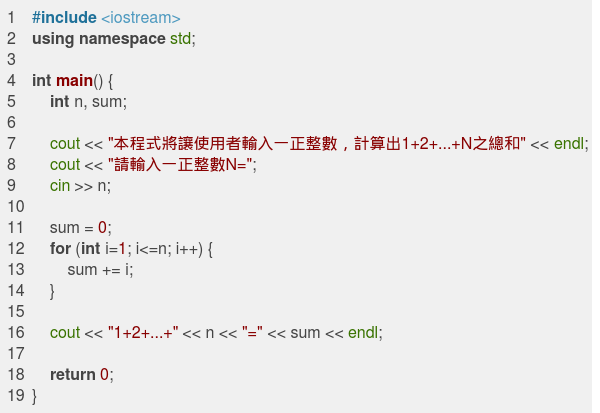 1 #include <iostream>
2 using namespace std;
3
4 int main() {
5 int n, sum;
6
7 cout << "本程式將讓使用者輸入一正整數，計算出1+2+...+N之總和" << endl;
8 cout << "請輸入一正整數N=";
9 cin >> n;
10
11 sum = 0;
12 for (int i=1; i<=n; i++) {
13 sum += i;
14 }
15
16 cout << "1+2+...+" << n << "=" << sum << endl;
17
18 return 0;
19 }